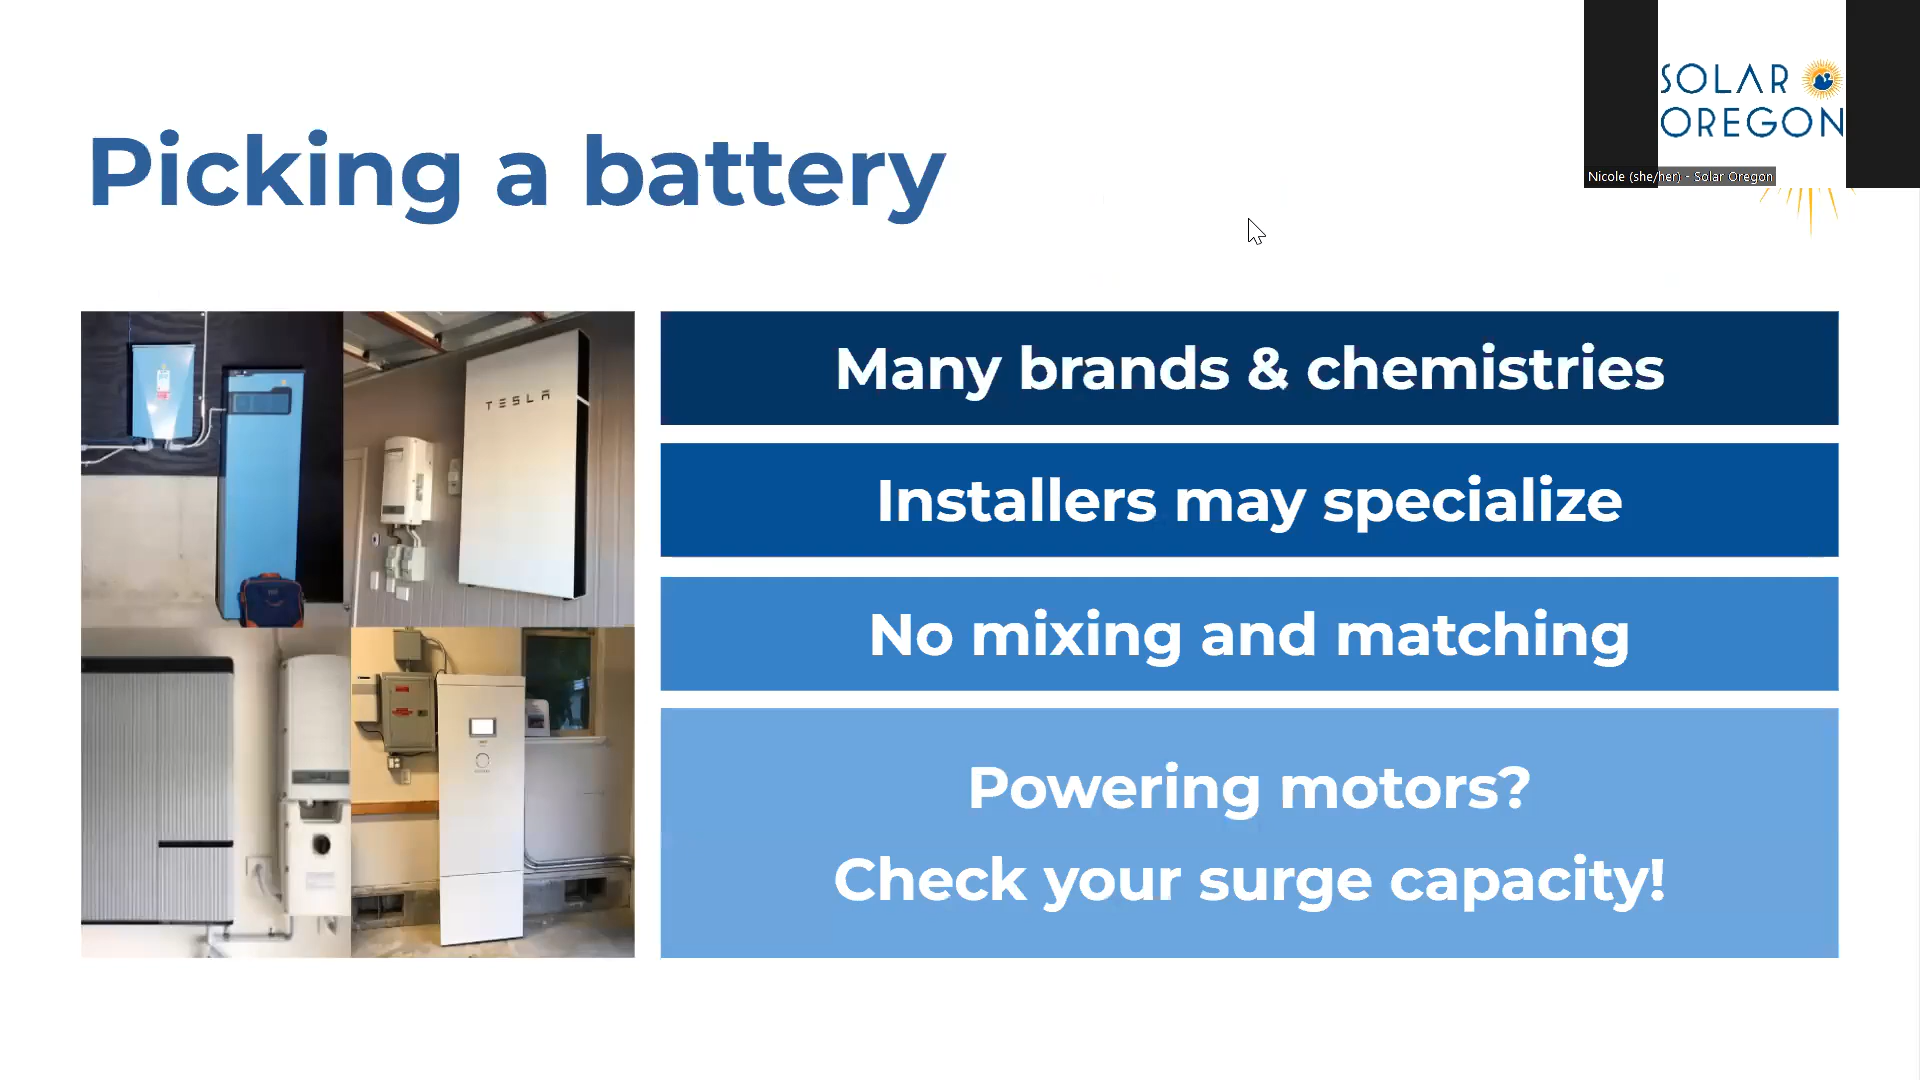 SOLAR
OREGON
Nicole (she/her) - Solar Oregon
Picking a battery
TESLA
Many brands & chemistries
Installers may specialize
No mixing and matching
Powering motors?
Check your surge capacity!